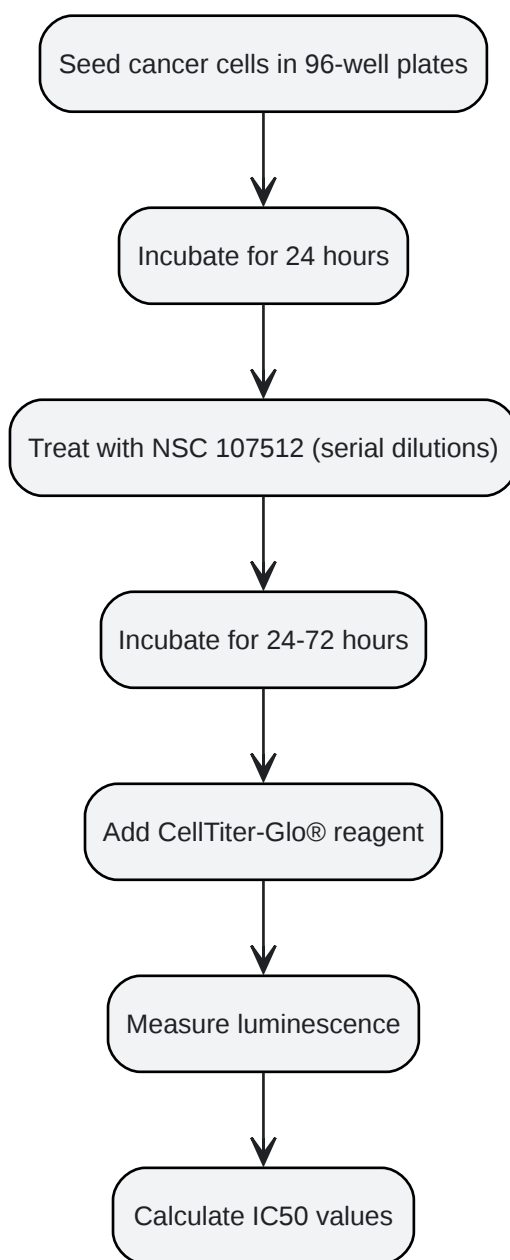 Seed cancer cells in 96-well plates
Incubate for 24 hours
Treat with NSC 107512 (serial dilutions)
Incubate for 24-72 hours
Add CellTiter-Glo® reagent
Measure luminescence
Calculate IC50 values